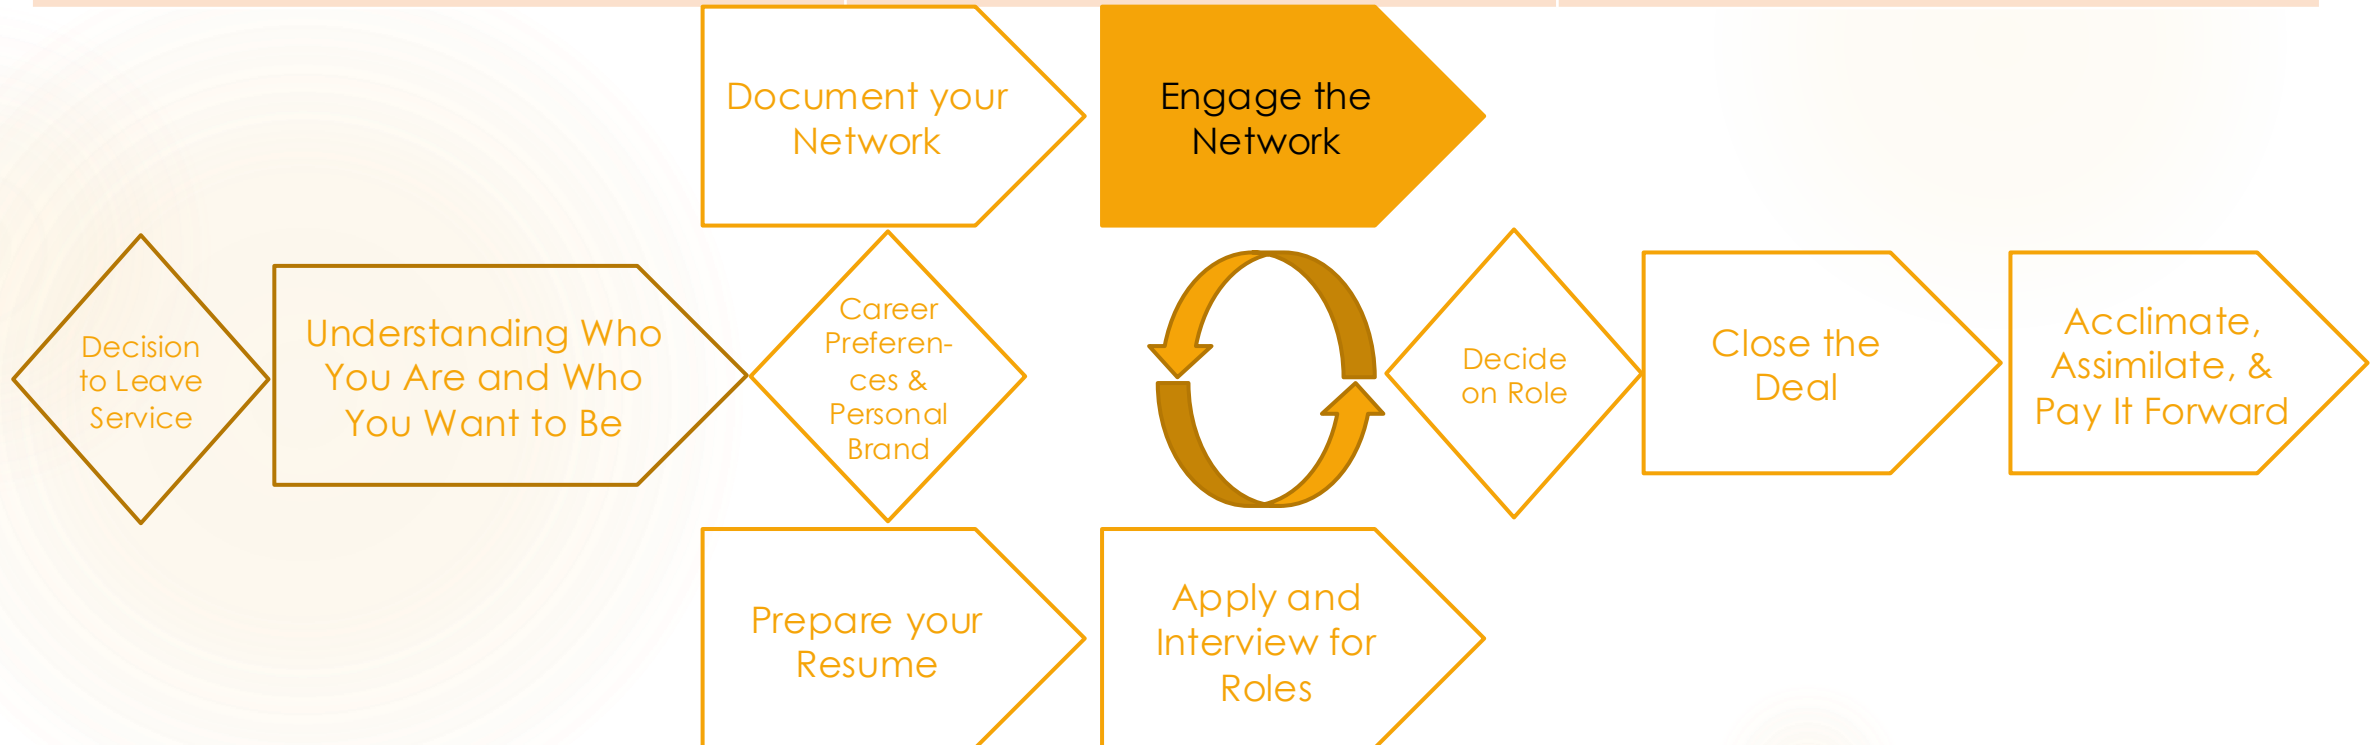 Document your
Network
Engage the
Network
Decision
to Leave
Service
Understanding Who
You Are and Who
You Want to Be
Career
Preferen-
ces &
Personal
Brand
Decide
on Role
Close the
Deal
Acclimate,
Assimilate, &
Pay It Forward
Prepare your
Resume
Apply and
Interview for
Roles